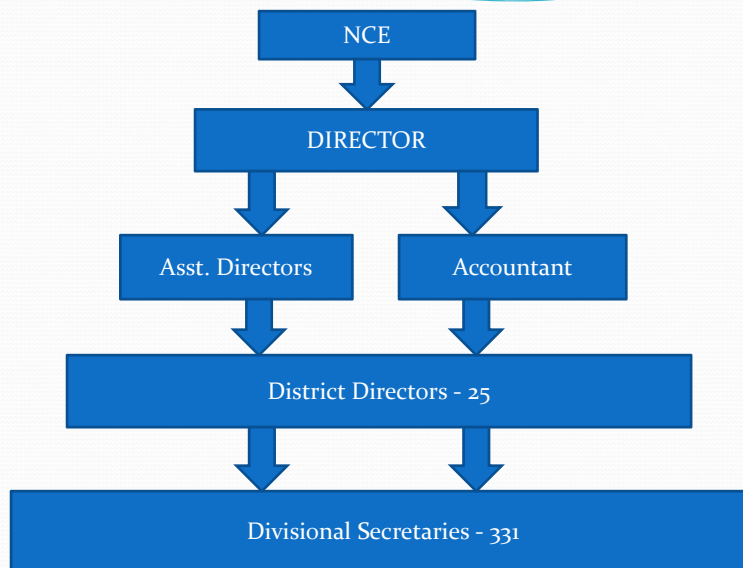 NCE
DIRECTOR
Asst. Directors
Accountant
District Directors - 25
Divisional Secretaries - 331